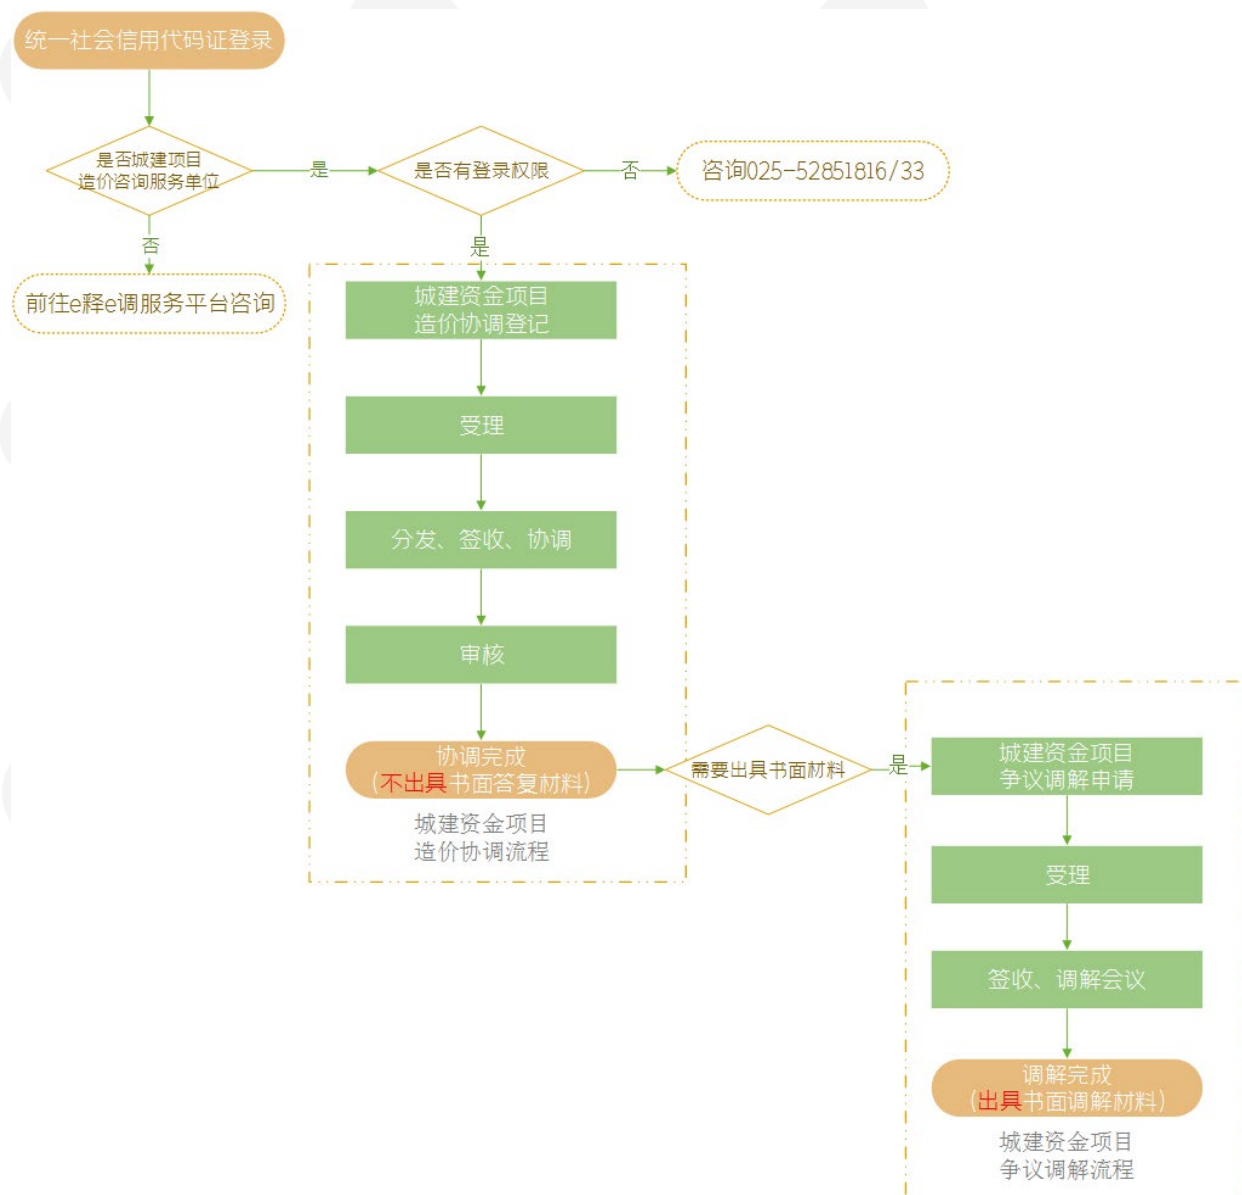 统一社会信用代码证登录
是否城建项目
造价咨询服务单位
是
是否有登录权限
否
咨询025-52851816/33
否
前往e释e调服务平台咨询
是
城建资金项目
造价协调登记
受理
分发、签收、协调
审核
协调完成
(不出具书面答复材料)
城建资金项目
造价协调流程
需要出具书面材料
是
城建资金项目
争议调解申请
受理
签收、调解会议
调解完成
(出具书面调解材料)
城建资金项目
争议调解流程